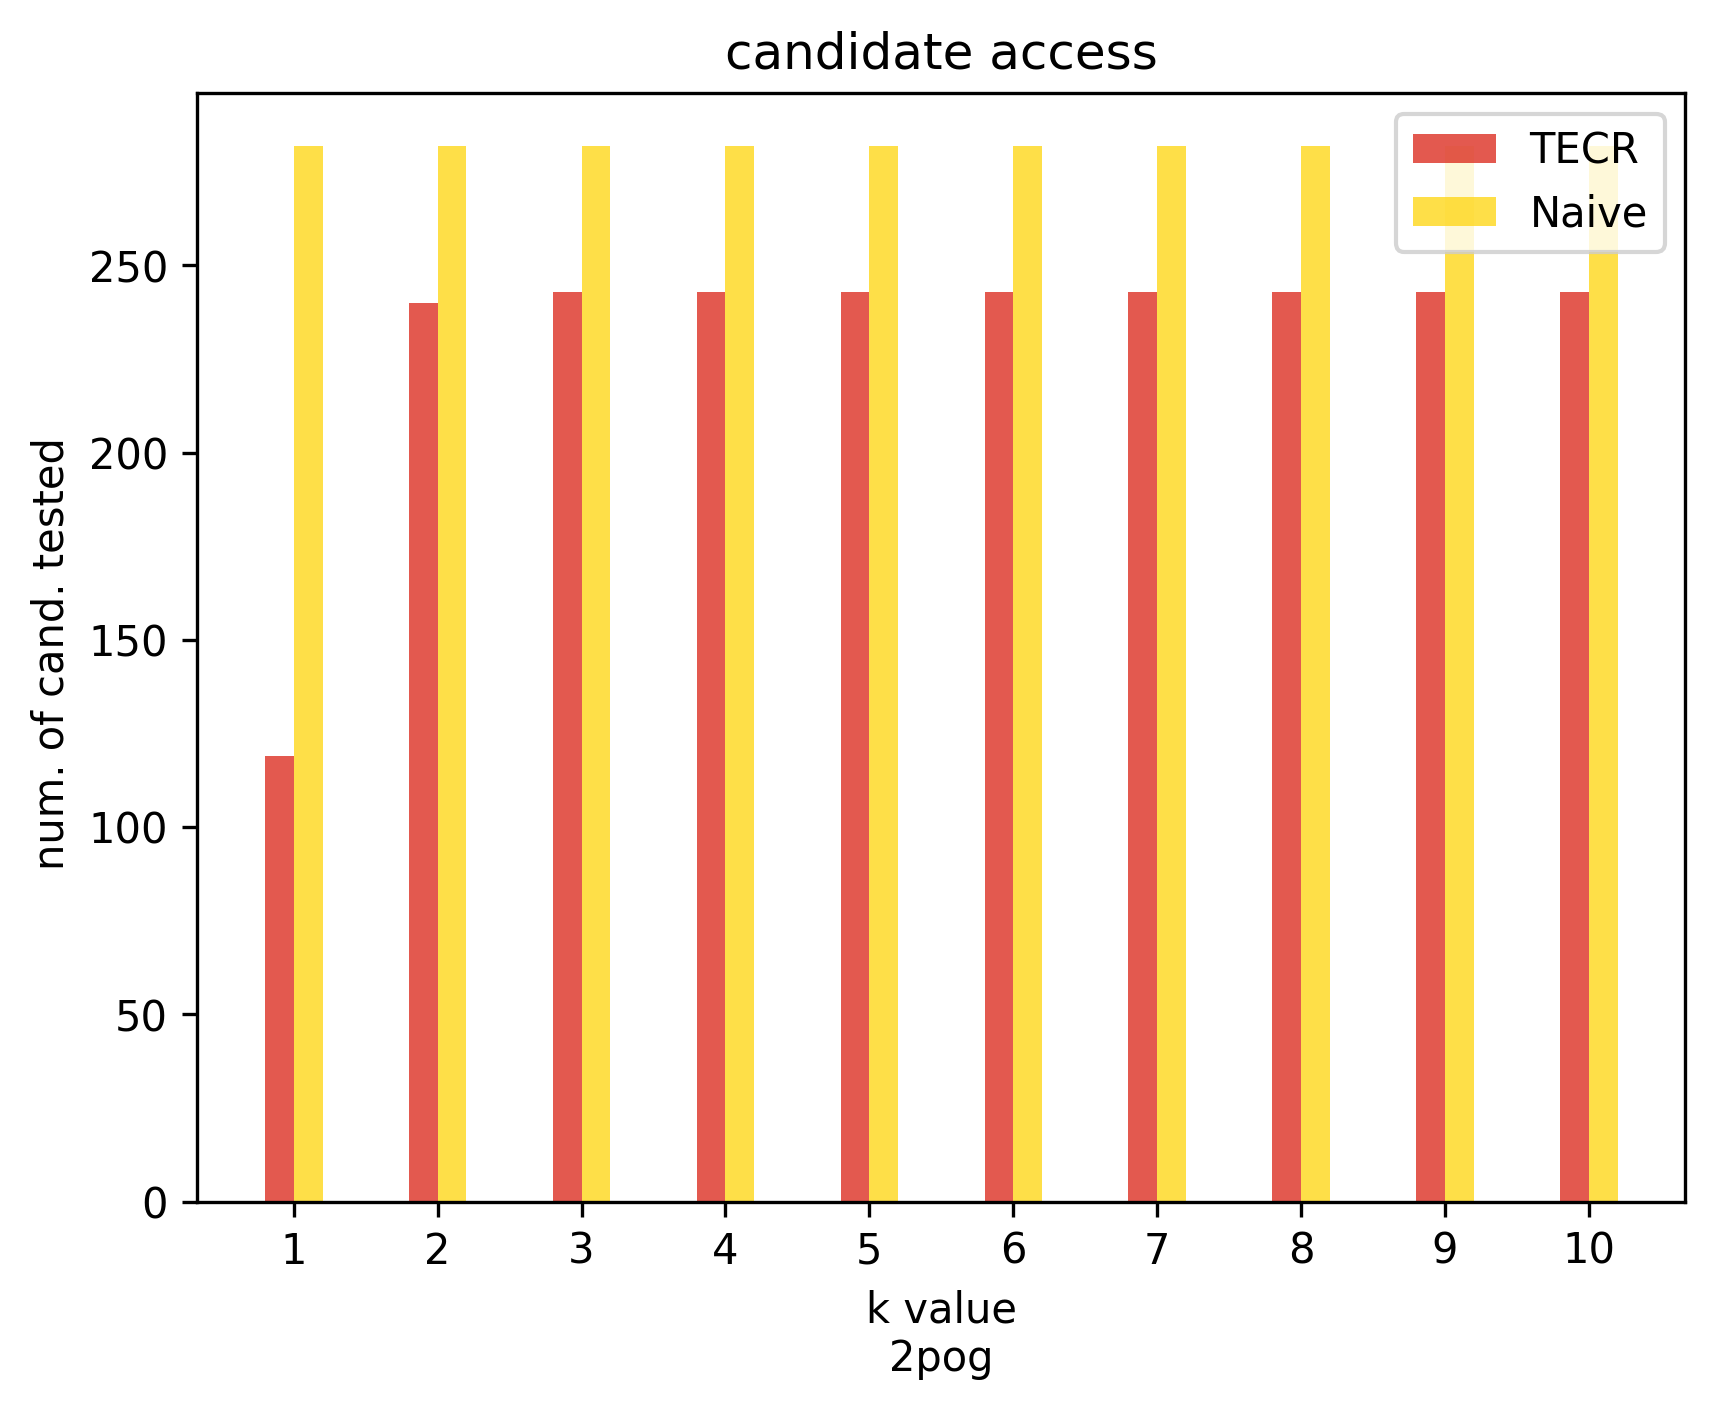 candidate access
TECR
Naive
num. of cand. tested
250
200
150
100
50
0
1 2 3 4 5 6 7 8 9 10
k value
2pog